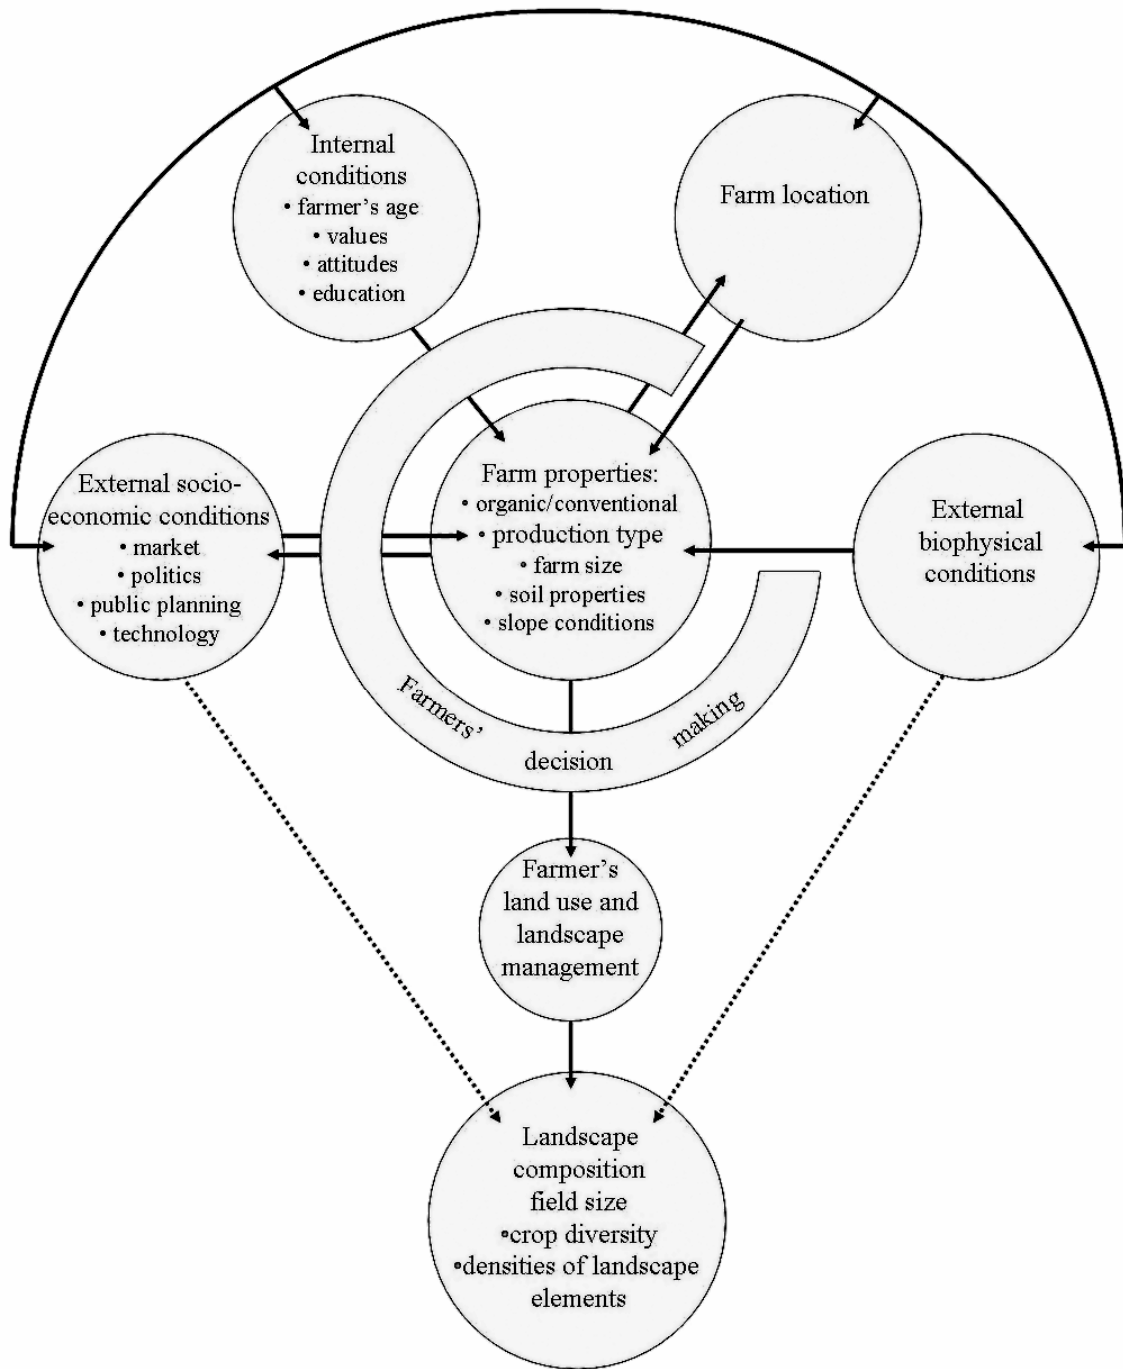 Internal
conditions
• farmer's age
• values
• attitudes
• education
Farm location
External socio-
economic conditions
• market
• politics
• public planning
• technology
Farm properties:
• organic/conventional
• production type
• farm size
• soil properties
• slope conditions
External
biophysical
conditions
Farmers'
decision
making
Farmer's
land use and
landscape
management
Landscape
composition
field size
•crop diversity
•densities of landscape
elements